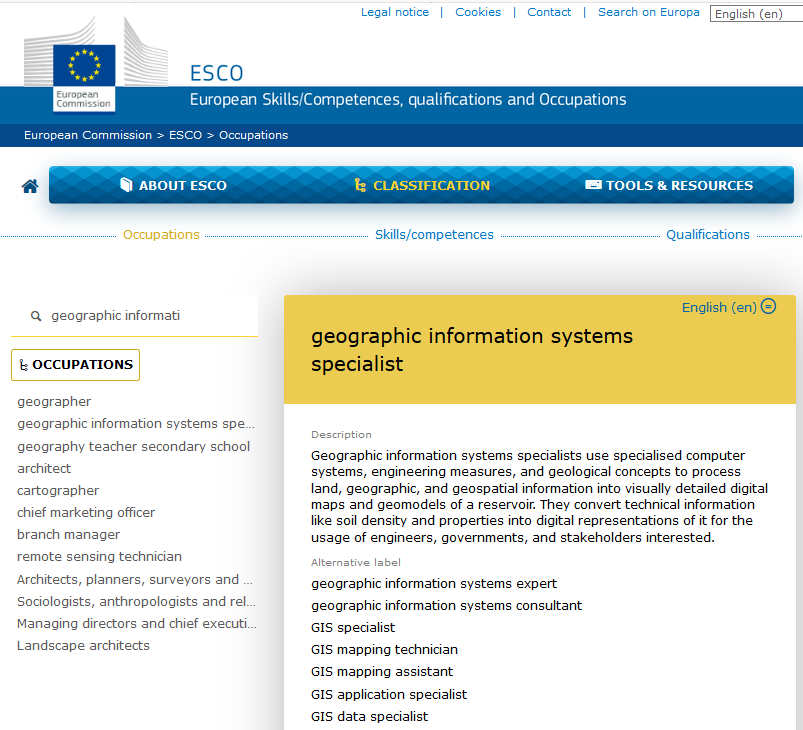 Legal notice | Cookies | Contact | Search on Europa English (en)
European
Commission
ESCO
European Skills/Competences, qualifications and Occupations
European Commission > ESCO > Occupations
ABOUT ESCO CLASSIFICATION TOOLS & RESOURCES
Occupations Skills/competences Qualifications
geographic informati
OCCUPATIONS
geographer
geographic information systems spe...
geography teacher secondary school
architect
cartographer
chief marketing officer
branch manager
remote sensing technician
Architects, planners, surveyors and ...
Sociologists, anthropologists and rel...
Managing directors and chief executi...
Landscape architects
English (en)
geographic information systems
specialist
Description
Geographic information systems specialists use specialised computer
systems, engineering measures, and geological concepts to process
land, geographic, and geospatial information into visually detailed digital
maps and geomodels of a reservoir. They convert technical information
like soil density and properties into digital representations of it for the
usage of engineers, governments, and stakeholders interested.
Alternative label
geographic information systems expert
geographic information systems consultant
GIS specialist
GIS mapping technician
GIS mapping assistant
GIS application specialist
GIS data specialist